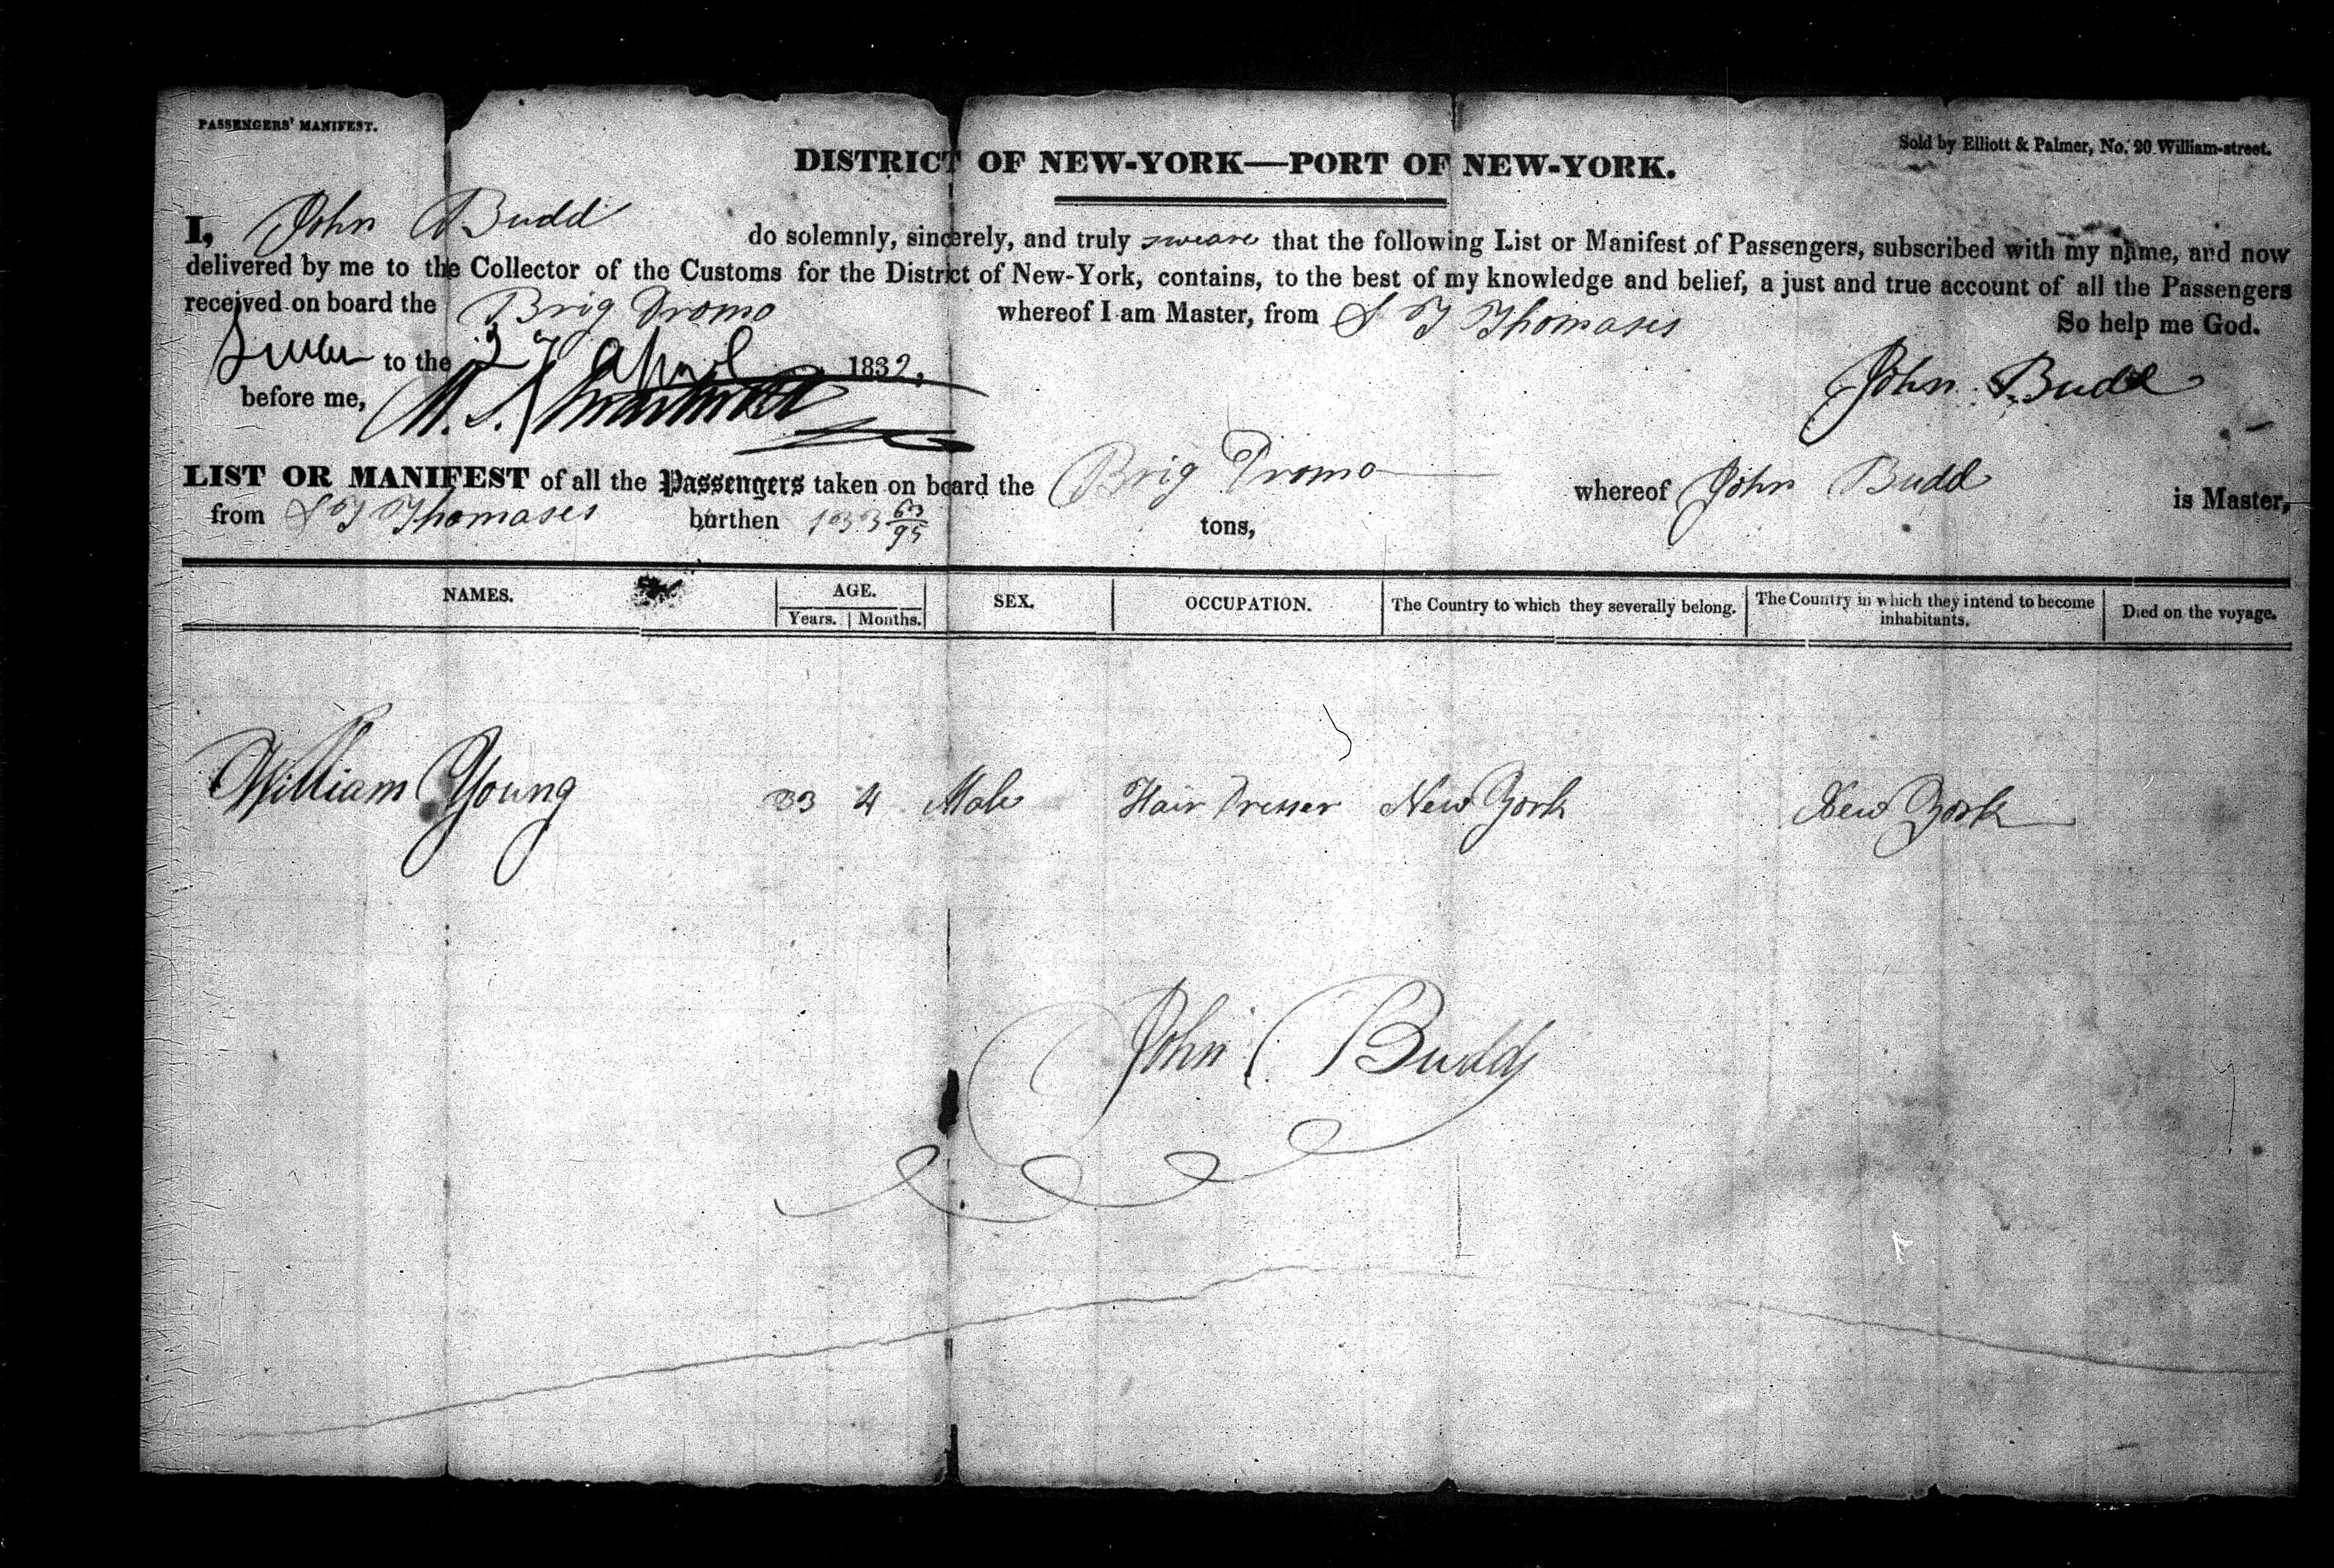 PASSENGERS' MANIFEST.
Sold by Elliott & Palmer, No. 20 William-street.
DISTRICT OF NEW-YORK—PORT OF NEW-YORK.
I, John Budd do solemnly, sincerely, and truly swear that the following List or Manifest of Passengers, subscribed with my name, and now
delivered by me to the Collector of the Customs for the District of New-York, contains, to the best of my knowledge and belief, a just and true account of all the Passengers
received on board the Brig Dromo whereof I am Master, from St Thomases So help me God.
Sworn to the 27 April 1832,
before me,
John Budd
LIST OR MANIFEST of all the Passengers taken on board the Brig Dromo whereof John Budd is Master,
from St Thomases burthen 133 63/95 tons,
NAMES. AGE. SEX. OCCUPATION. The Country to which they severally belong. The Country in which they intend to become inhabitants. Died on the voyage.
Years. Months.
William Young 33 4 Male Hair Dresser New York New York
John Budd